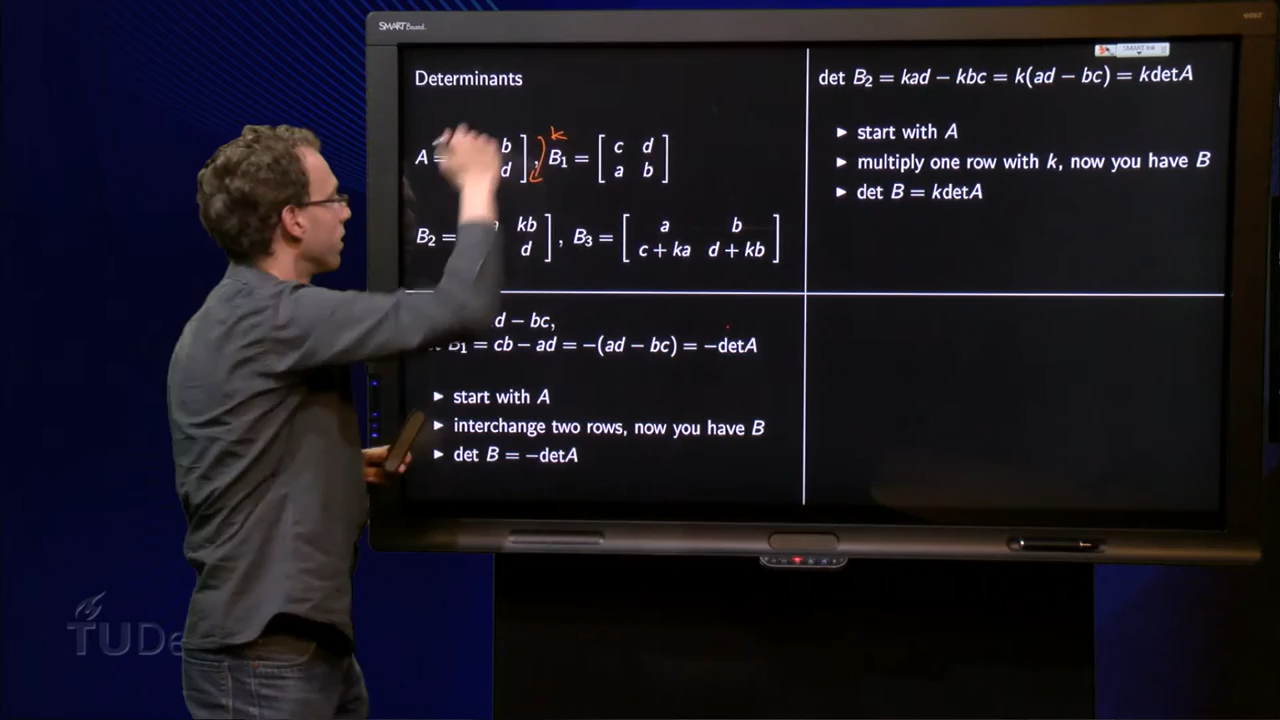 SMART Board
SMART Ink
Determinants
A = b d ] , k B₁ = [ c d a b ]
B₂ = kb d ] , B₃ = [ a b c + ka d + kb ]
d − bc,
B₁ = cb − ad = −(ad − bc) = −detA
▶ start with A
▶ interchange two rows, now you have B
▶ det B = −detA
det B₂ = kad − kbc = k(ad − bc) = kdetA
▶ start with A
▶ multiply one row with k, now you have B
▶ det B = kdetA
TUDe